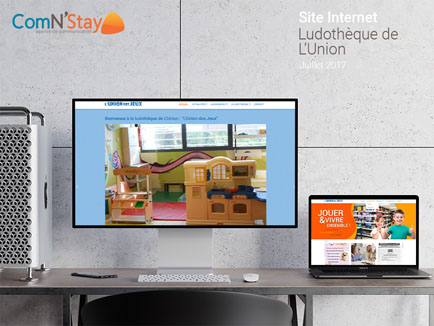 ComN'Stay
agence de communication
Site Internet
Ludothèque de
L'Union
Juillet 2017
L'UNION DES JEUX
Bienvenue à la ludothèque de L'Union : "L'Union des Jeux"
JOUER
&VIVRE
ENSEMBLE !